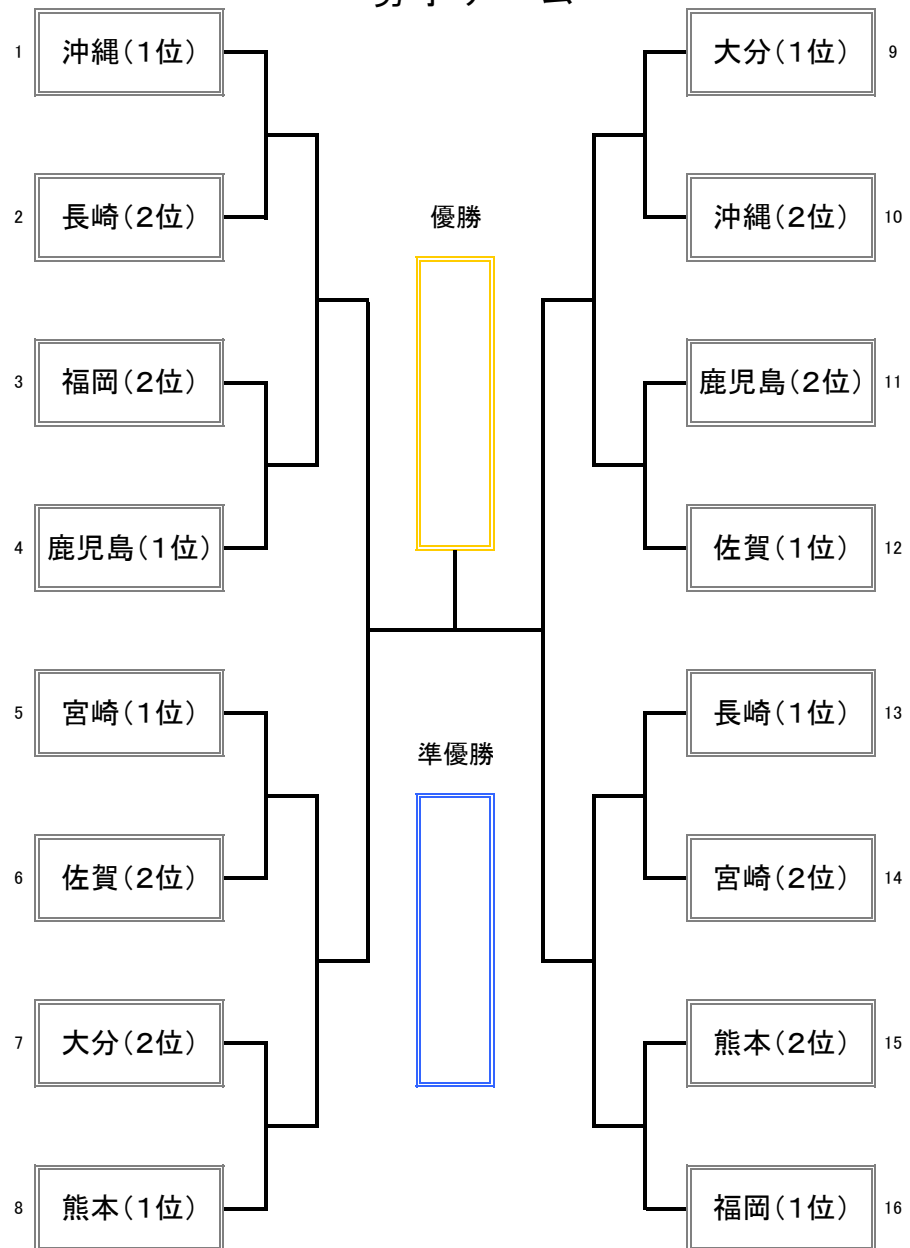 1 沖縄(1位)
2 長崎(2位)
3 福岡(2位)
4 鹿児島(1位)
5 宮崎(1位)
6 佐賀(2位)
7 大分(2位)
8 熊本(1位)
優勝
準優勝
大分(1位) 9
沖縄(2位) 10
鹿児島(2位) 11
佐賀(1位) 12
長崎(1位) 13
宮崎(2位) 14
熊本(2位) 15
福岡(1位) 16